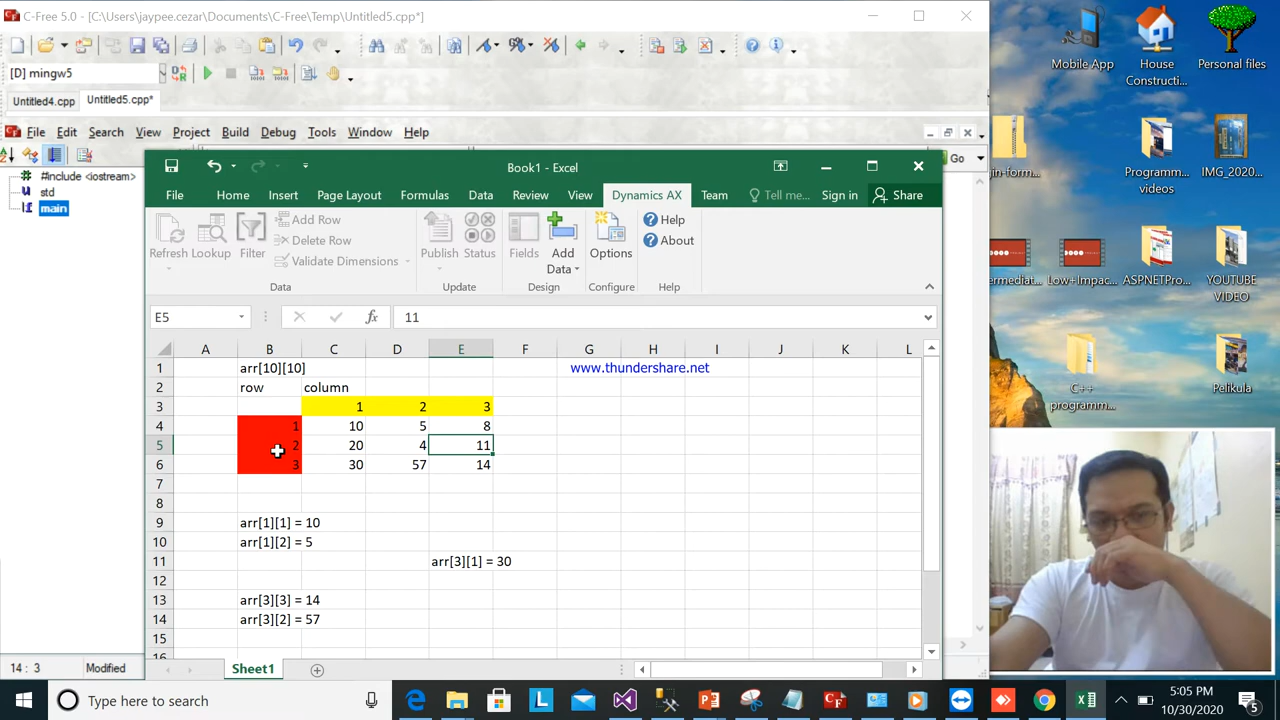 C-Free 5.0 - [C:\Users\jaypee.cezar\Documents\C-Free\Temp\Untitled5.cpp*]
[D] mingw5
Untitled4.cpp Untitled5.cpp*
File Edit Search View Project Build Debug Tools Window Help
Go
#include <iostream>
std
main
Book1 - Excel
File Home Insert Page Layout Formulas Data Review View Dynamics AX Team Tell me... Sign in Share
Refresh Lookup Filter
Add Row
Delete Row
Validate Dimensions
Publish Status
Fields Add Data
Options
Help
About
Data Update Design Configure Help
E5 fx 11
A B C D E F G H I J K L
1 arr[10][10] www.thundershare.net
2 row column
3 1 2 3
4 1 10 5 8
5 2 20 4 11
6 3 30 57 14
7
8
9 arr[1][1] = 10
10 arr[1][2] = 5
11 arr[3][1] = 30
12
13 arr[3][3] = 14
14 arr[3][2] = 57
15
16
Sheet1
14 : 3 Modified
Mobile App
House Constructi...
Personal files
in-form...
Programm... videos
IMG_2020...
ermediat...
Low+Impac...
ASPNETPro...
YOUTUBE VIDEO
C++ programm...
Pelikula
Type here to search
5:05 PM
10/30/2020
5